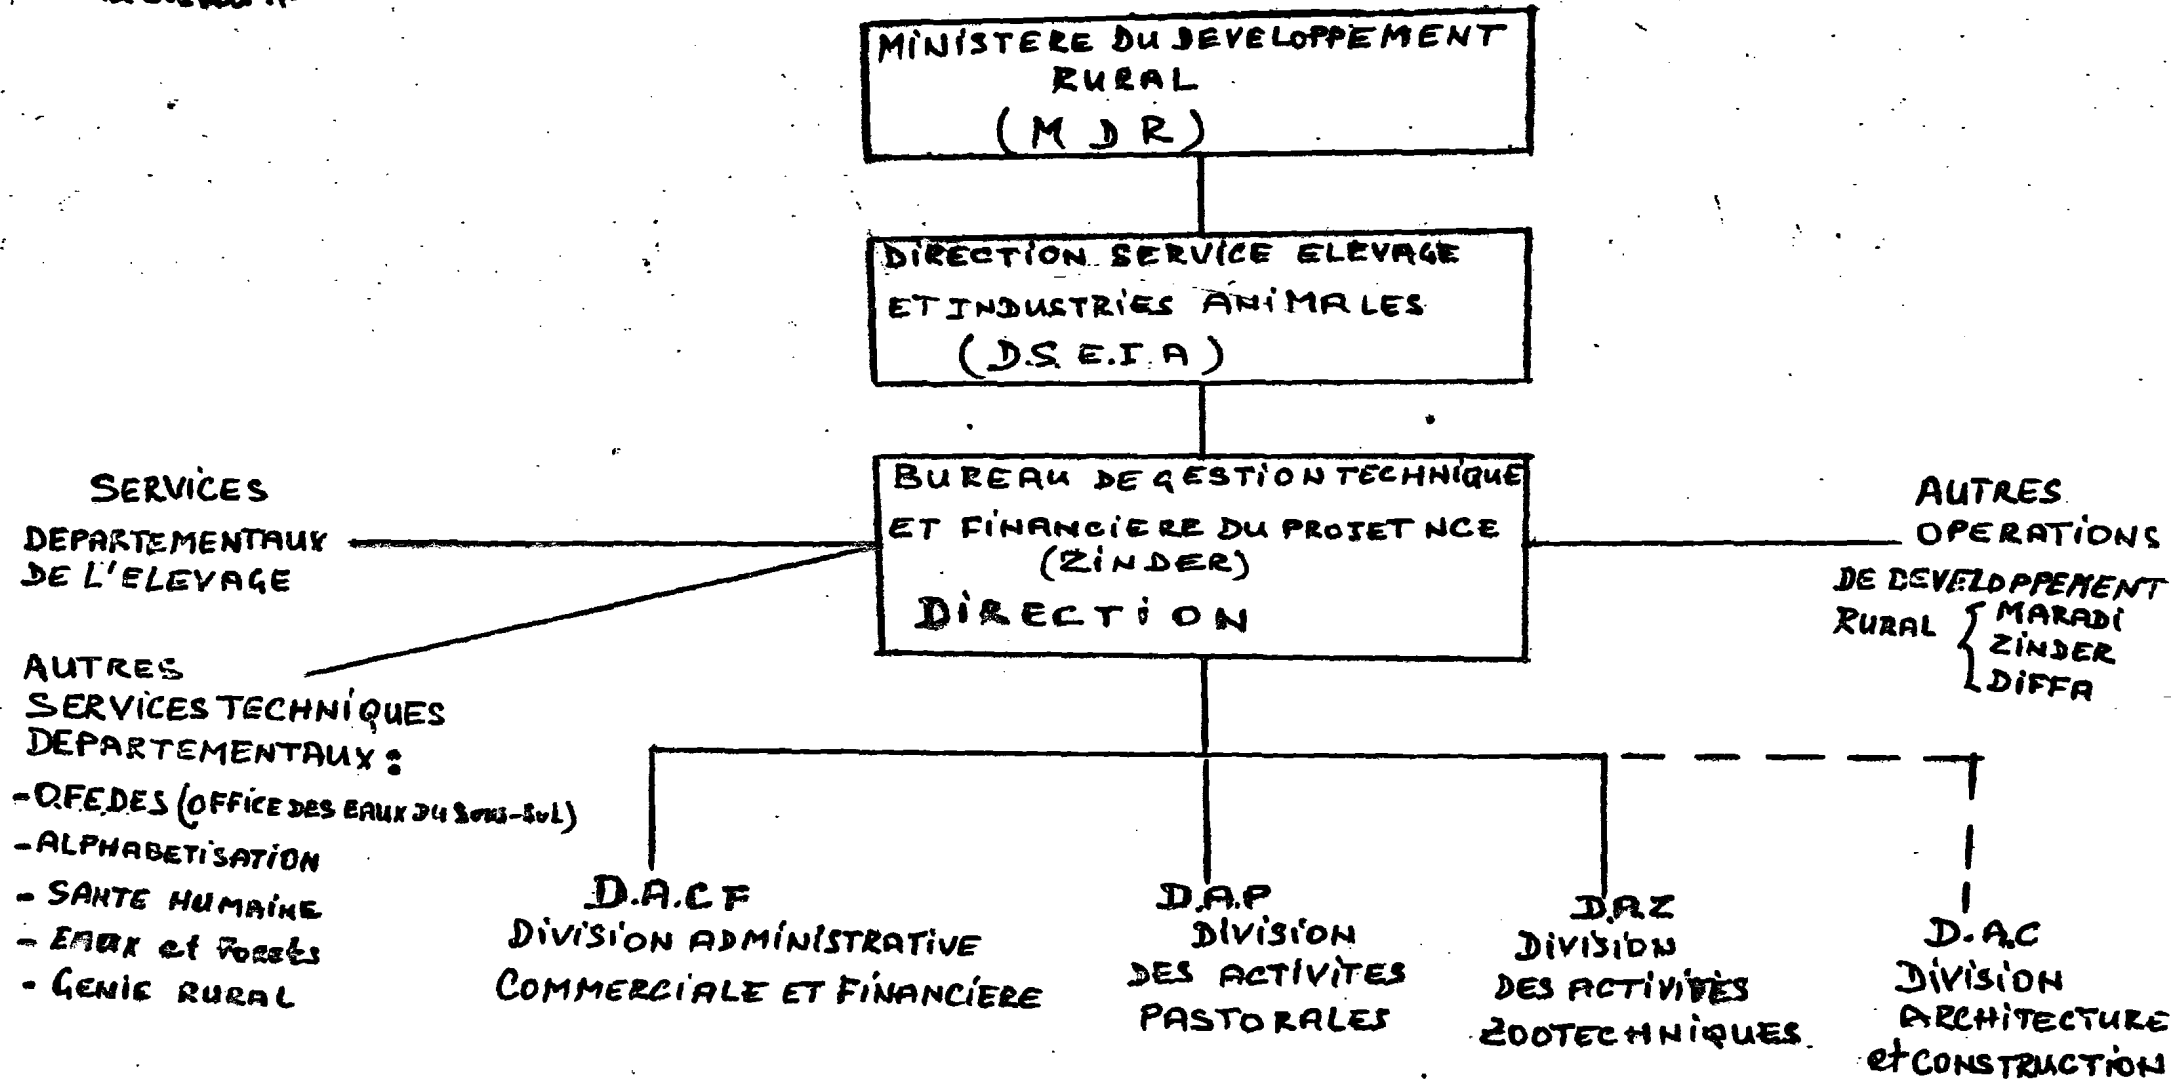 MINISTERE DU DEVELOPPEMENT
RURAL
(MDR)
DIRECTION SERVICE ELEVAGE
ET INDUSTRIES ANIMALES
(D.S.E.I.A)
BUREAU DE GESTION TECHNIQUE
ET FINANCIERE DU PROJET NCE
(ZINDER)
DIRECTION
SERVICES
DEPARTEMENTAUX
DE L'ELEVAGE
AUTRES
SERVICES TECHNIQUES
DEPARTEMENTAUX :
- O.FE.DES (OFFICE DES EAUX DU SOUS-SOL)
- ALPHABETISATION
- SANTE HUMAINE
- EAUX et Forets
- GENIE RURAL
AUTRES
OPERATIONS
DE DEVELOPPEMENT
RURAL { MARADI
ZINDER
DIFFA
D.A.C F
DIVISION ADMINISTRATIVE
COMMERCIALE ET FINANCIERE
D.A.P
DIVISION
DES ACTIVITES
PASTORALES
D.A.Z
DIVISION
DES ACTIVITES
ZOOTECHNIQUES
D.A.C
DIVISION
ARCHITECTURE
et CONSTRUCTION